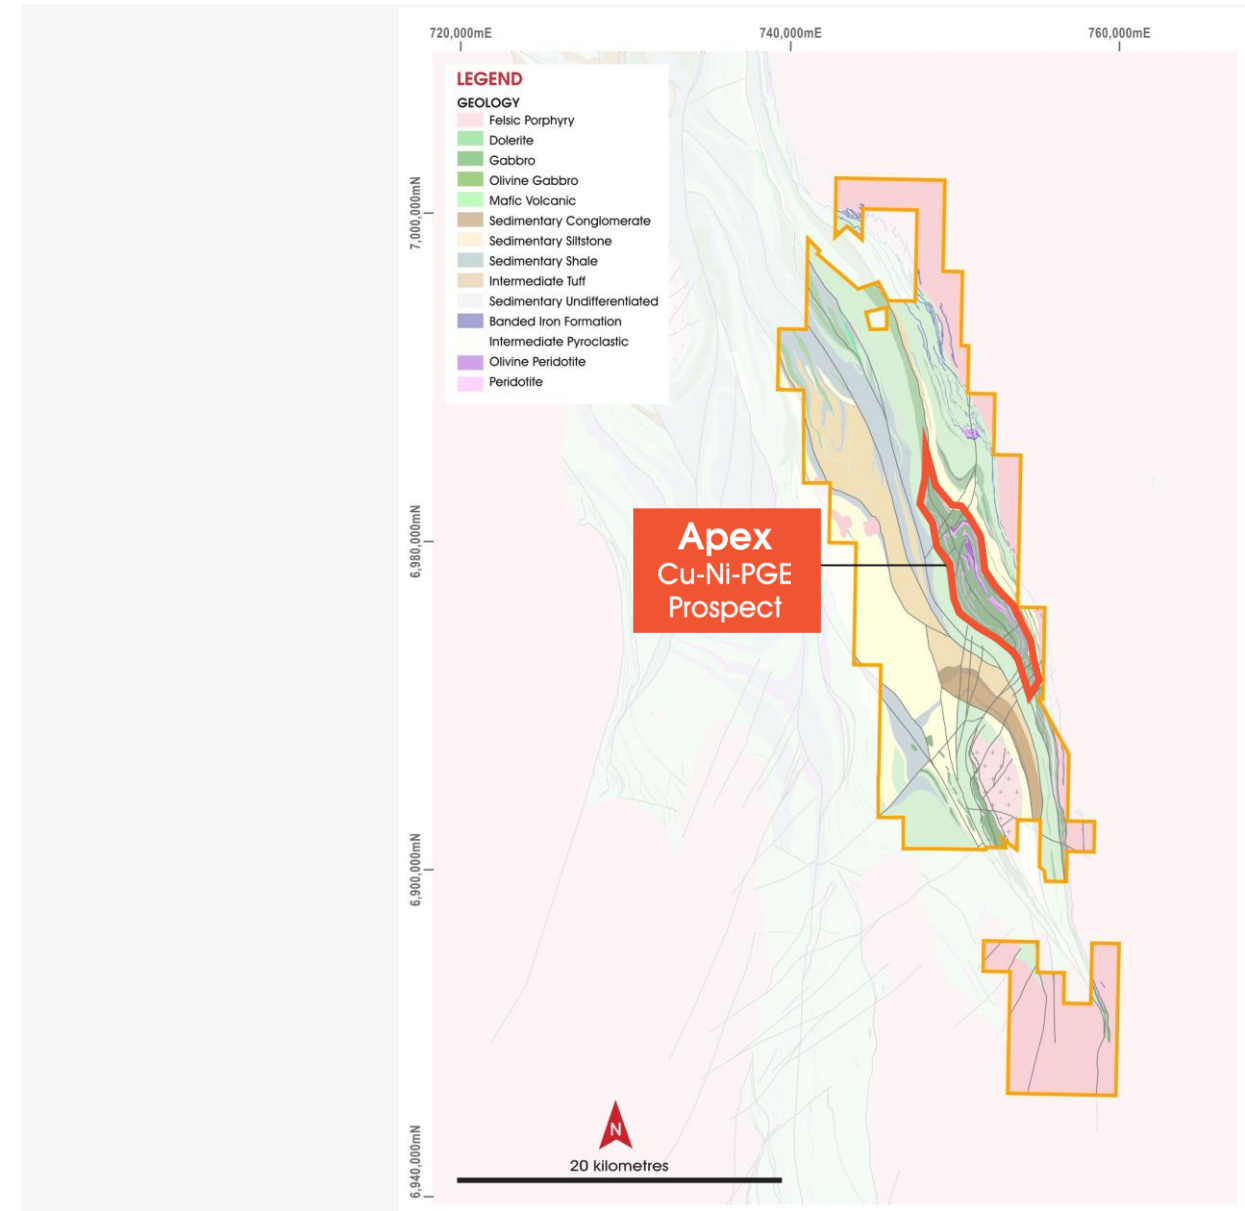 720,000mE
740,000mE
760,000mE
LEGEND
GEOLOGY
Felsic Porphyry
Dolerite
Gabbro
Olivine Gabbro
Mafic Volcanic
Sedimentary Conglomerate
Sedimentary Siltstone
Sedimentary Shale
Intermediate Tuff
Sedimentary Undifferentiated
Banded Iron Formation
Intermediate Pyroclastic
Olivine Peridotite
Peridotite
7,000,000mN
6,980,000mN
Apex
Cu-Ni-PGE
Prospect
6,900,000mN
6,940,000mN
N
20 kilometres